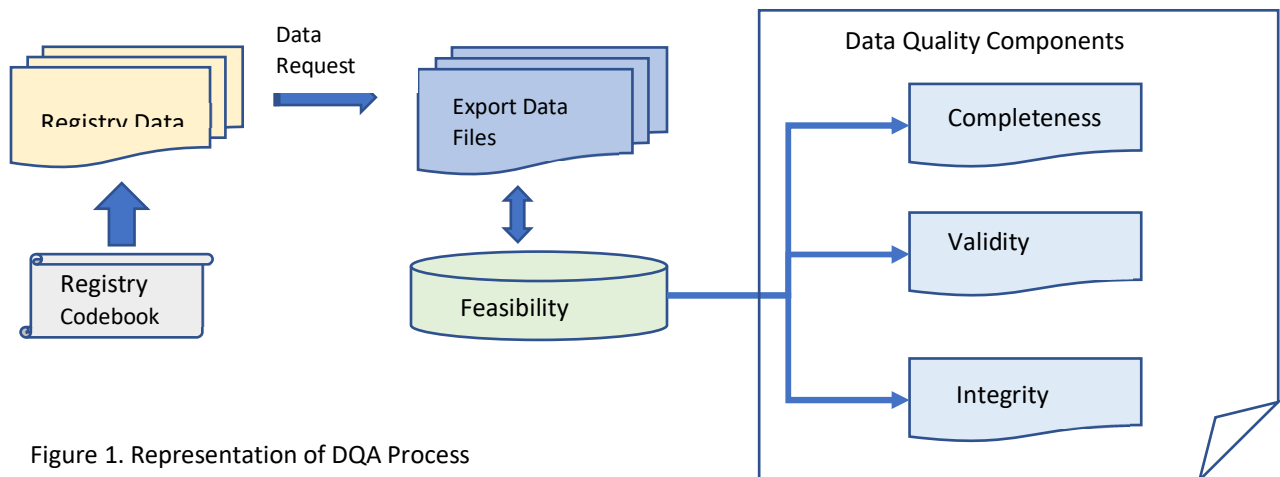 Data
Request
Data Quality Components
Registry Data
Export Data
Files
Completeness
Validity
Registry
Codebook
Feasibility
Integrity
Figure 1. Representation of DQA Process